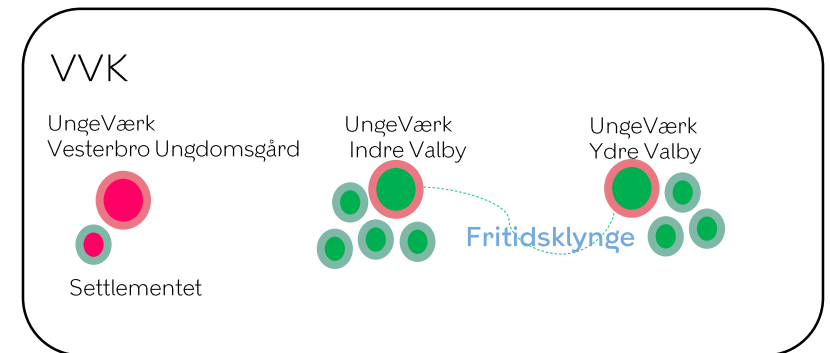 VVK
UngeVærk
Vesterbro Ungdomsgård
UngeVærk
Indre Valby
UngeVærk
Ydre Valby
Fritidsklynge
Settlementet